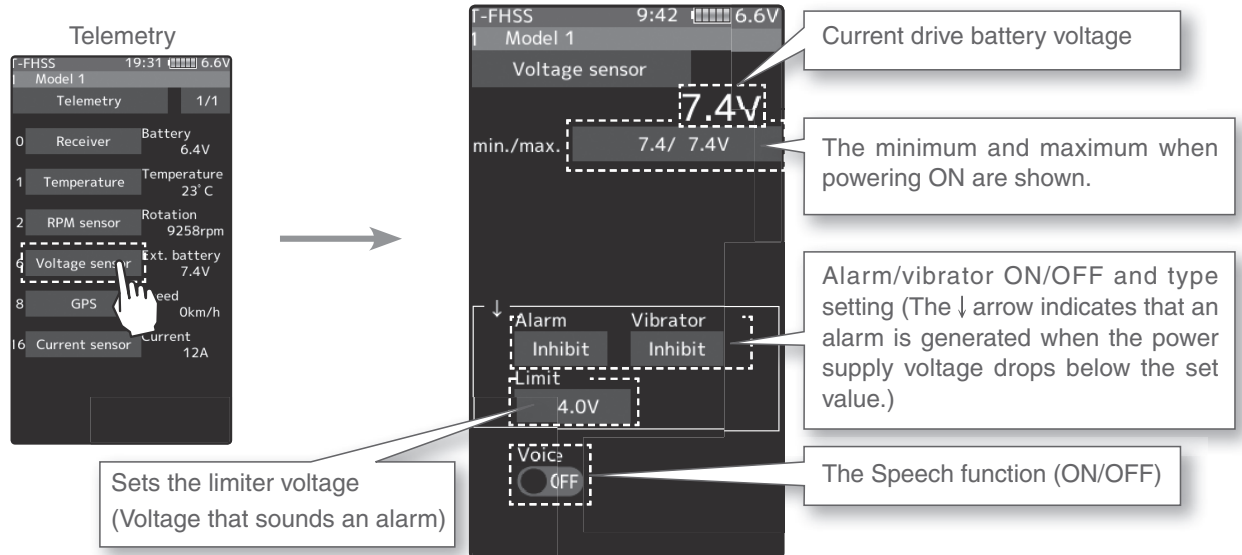 Telemetry
T-FHSS 19:31 6.6V
1 Model 1
Telemetry 1/1
0 Receiver Battery
6.4V
1 Temperature Temperature
23°C
2 RPM sensor Rotation
9258rpm
6 Voltage sensor Ext. battery
7.4V
8 GPS Speed
0km/h
16 Current sensor Current
12A
T-FHSS 9:42 6.6V
1 Model 1
Voltage sensor
7.4V
min./max. 7.4/ 7.4V
↓
Alarm Vibrator
Inhibit Inhibit
Limit
4.0V
Voice
OFF
Current drive battery voltage
The minimum and maximum when
powering ON are shown.
Alarm/vibrator ON/OFF and type
setting (The ↓ arrow indicates that an
alarm is generated when the power
supply voltage drops below the set
value.)
The Speech function (ON/OFF)
Sets the limiter voltage
(Voltage that sounds an alarm)